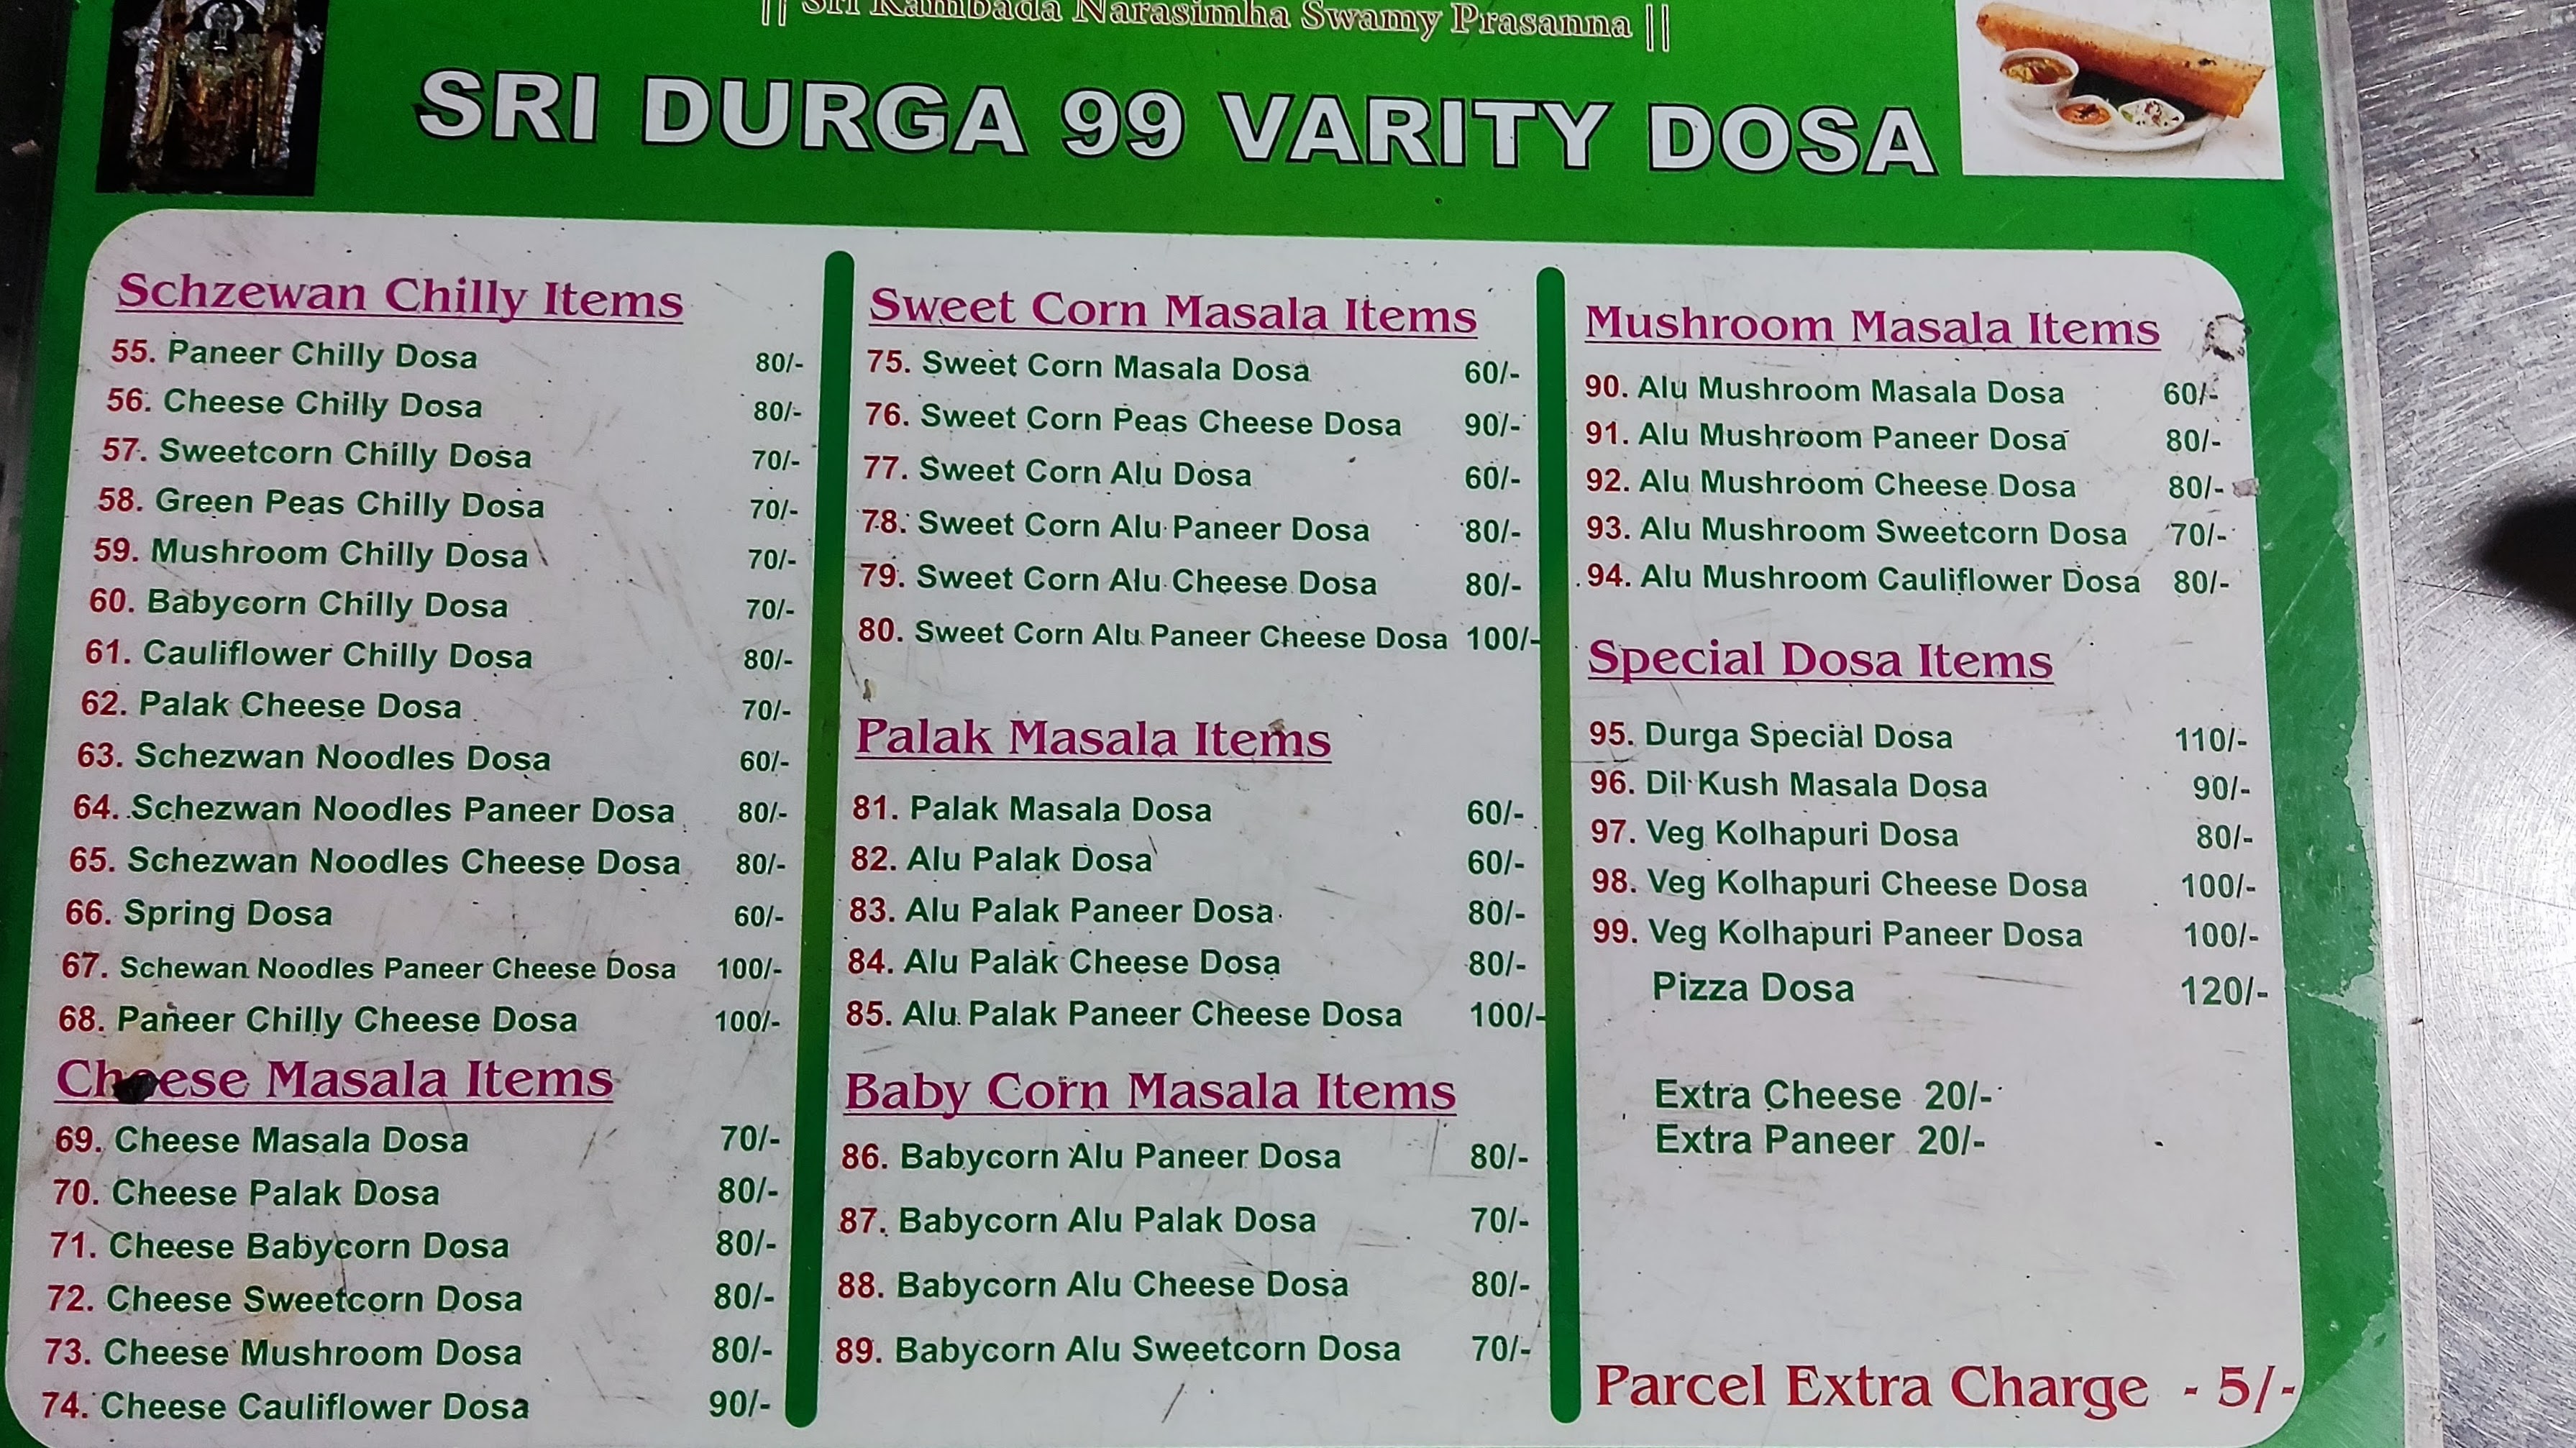 || Sri Kambada Narasimha Swamy Prasanna ||
SRI DURGA 99 VARITY DOSA
Schzewan Chilly Items
55. Paneer Chilly Dosa 80/-
56. Cheese Chilly Dosa 80/-
57. Sweetcorn Chilly Dosa 70/-
58. Green Peas Chilly Dosa 70/-
59. Mushroom Chilly Dosa 70/-
60. Babycorn Chilly Dosa 70/-
61. Cauliflower Chilly Dosa 80/-
62. Palak Cheese Dosa 70/-
63. Schezwan Noodles Dosa 60/-
64. Schezwan Noodles Paneer Dosa 80/-
65. Schezwan Noodles Cheese Dosa 80/-
66. Spring Dosa 60/-
67. Schewan Noodles Paneer Cheese Dosa 100/-
68. Paneer Chilly Cheese Dosa 100/-
Cheese Masala Items
69. Cheese Masala Dosa 70/-
70. Cheese Palak Dosa 80/-
71. Cheese Babycorn Dosa 80/-
72. Cheese Sweetcorn Dosa 80/-
73. Cheese Mushroom Dosa 80/-
74. Cheese Cauliflower Dosa 90/-
Sweet Corn Masala Items
75. Sweet Corn Masala Dosa 60/-
76. Sweet Corn Peas Cheese Dosa 90/-
77. Sweet Corn Alu Dosa 60/-
78. Sweet Corn Alu Paneer Dosa 80/-
79. Sweet Corn Alu Cheese Dosa 80/-
80. Sweet Corn Alu Paneer Cheese Dosa 100/-
Palak Masala Items
81. Palak Masala Dosa 60/-
82. Alu Palak Dosa 60/-
83. Alu Palak Paneer Dosa 80/-
84. Alu Palak Cheese Dosa 80/-
85. Alu Palak Paneer Cheese Dosa 100/-
Baby Corn Masala Items
86. Babycorn Alu Paneer Dosa 80/-
87. Babycorn Alu Palak Dosa 70/-
88. Babycorn Alu Cheese Dosa 80/-
89. Babycorn Alu Sweetcorn Dosa 70/-
Mushroom Masala Items
90. Alu Mushroom Masala Dosa 60/-
91. Alu Mushroom Paneer Dosa 80/-
92. Alu Mushroom Cheese Dosa 80/-
93. Alu Mushroom Sweetcorn Dosa 70/-
94. Alu Mushroom Cauliflower Dosa 80/-
Special Dosa Items
95. Durga Special Dosa 110/-
96. Dil Kush Masala Dosa 90/-
97. Veg Kolhapuri Dosa 80/-
98. Veg Kolhapuri Cheese Dosa 100/-
99. Veg Kolhapuri Paneer Dosa 100/-
Pizza Dosa 120/-
Extra Cheese 20/-
Extra Paneer 20/-
Parcel Extra Charge - 5/-